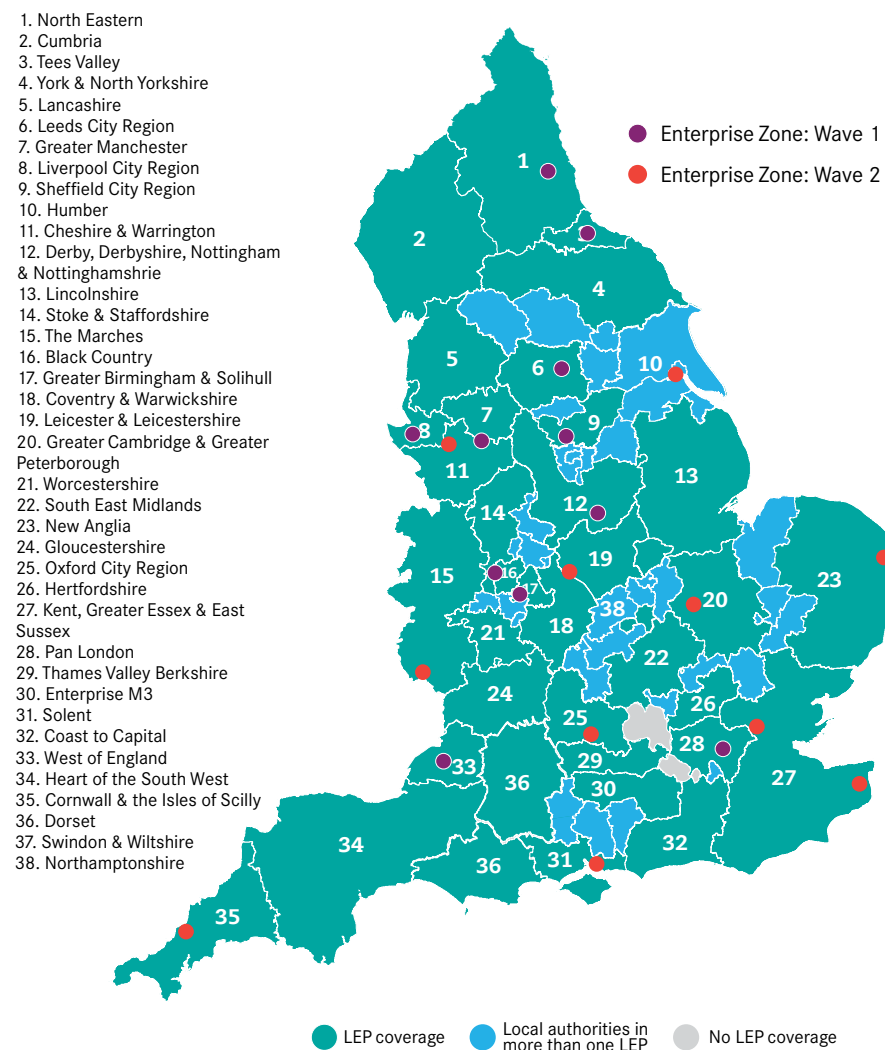 1. North Eastern
2. Cumbria
3. Tees Valley
4. York & North Yorkshire
5. Lancashire
6. Leeds City Region
7. Greater Manchester
8. Liverpool City Region
9. Sheffield City Region
10. Humber
11. Cheshire & Warrington
12. Derby, Derbyshire, Nottingham
& Nottinghamshrie
13. Lincolnshire
14. Stoke & Staffordshire
15. The Marches
16. Black Country
17. Greater Birmingham & Solihull
18. Coventry & Warwickshire
19. Leicester & Leicestershire
20. Greater Cambridge & Greater
Peterborough
21. Worcestershire
22. South East Midlands
23. New Anglia
24. Gloucestershire
25. Oxford City Region
26. Hertfordshire
27. Kent, Greater Essex & East
Sussex
28. Pan London
29. Thames Valley Berkshire
30. Enterprise M3
31. Solent
32. Coast to Capital
33. West of England
34. Heart of the South West
35. Cornwall & the Isles of Scilly
36. Dorset
37. Swindon & Wiltshire
38. Northamptonshire
Enterprise Zone: Wave 1
Enterprise Zone: Wave 2
1
2
4
5
6
10
7
9
8
11
13
12
14
19
15
16
17
23
20
38
18
21
22
24
26
25
28
33
29
27
36
30
34
32
31
36
35
LEP coverage
Local authorities in
more than one LEP
No LEP coverage